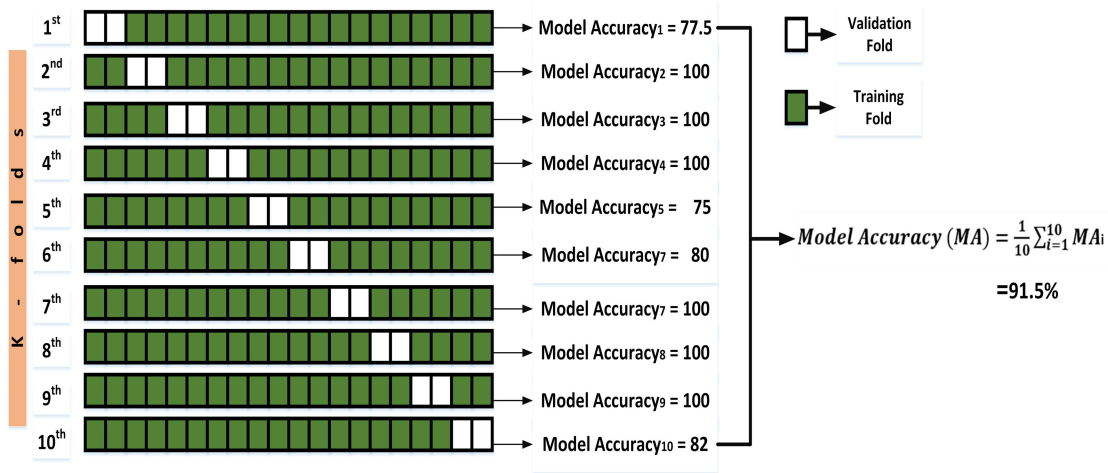 K - folds
1st
Model Accuracy1 = 77.5
2nd
Model Accuracy2 = 100
3rd
Model Accuracy3 = 100
4th
Model Accuracy4 = 100
5th
Model Accuracy5 = 75
6th
Model Accuracy7 = 80
7th
Model Accuracy7 = 100
8th
Model Accuracy8 = 100
9th
Model Accuracy9 = 100
10th
Model Accuracy10 = 82
Validation
Fold
Training
Fold
Model Accuracy (MA) = 1/10 ∑_{i=1}^{10} MAi
=91.5%